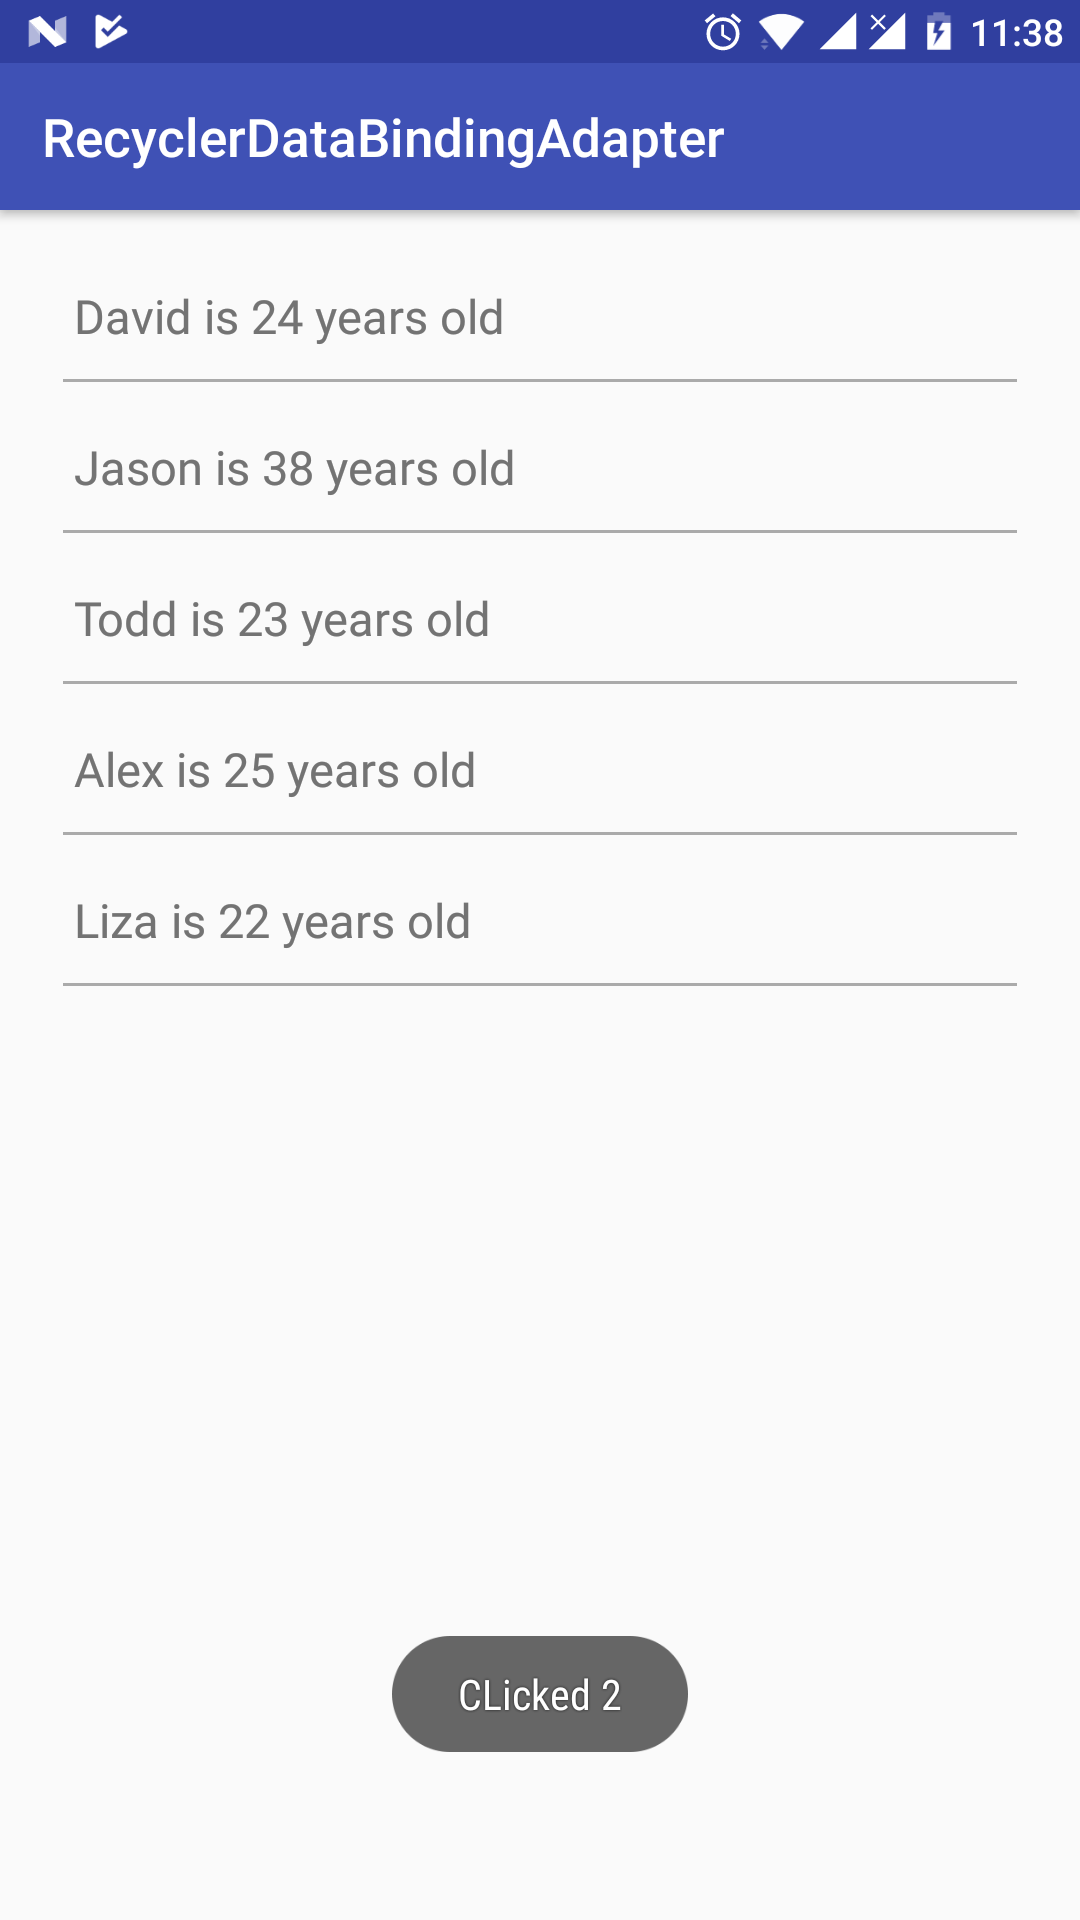 11:38
RecyclerDataBindingAdapter
David is 24 years old
Jason is 38 years old
Todd is 23 years old
Alex is 25 years old
Liza is 22 years old
CLicked 2